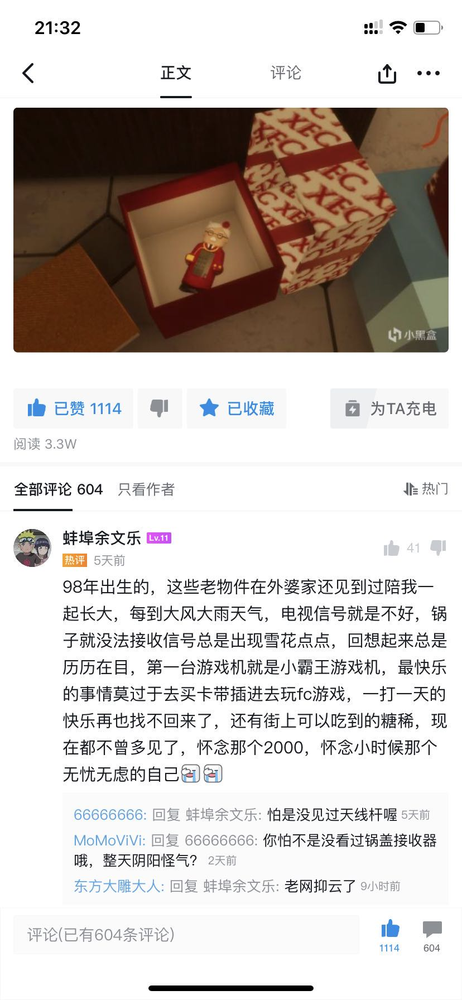 21:32
正文
评论
XEC
XEC
XEC
XEC
小黑盒
已赞 1114
已收藏
为TA充电
阅读 3.3W
全部评论 604
只看作者
热门
蚌埠余文乐 Lv.11
41
热评 5天前
98年出生的，这些老物件在外婆家还见到过陪我一
起长大，每到大风大雨天气，电视信号就是不好，锅
子就没法接收信号总是出现雪花点点，回想起来总是
历历在目，第一台游戏机就是小霸王游戏机，最快乐
的事情莫过于去买卡带插进去玩fc游戏，一打一天的
快乐再也找不回来了，还有街上可以吃到的糖稀，现
在都不曾多见了，怀念那个2000，怀念小时候那个
无忧无虑的自己
66666666: 回复 蚌埠余文乐: 怕是没见过天线杆喔 5天前
MoMoViVi: 回复 66666666: 你怕不是没看过锅盖接收器
哦，整天阴阳怪气? 2天前
东方大雕大人: 回复 蚌埠余文乐: 老网抑云了 9小时前
评论(已有604条评论)
1114
604